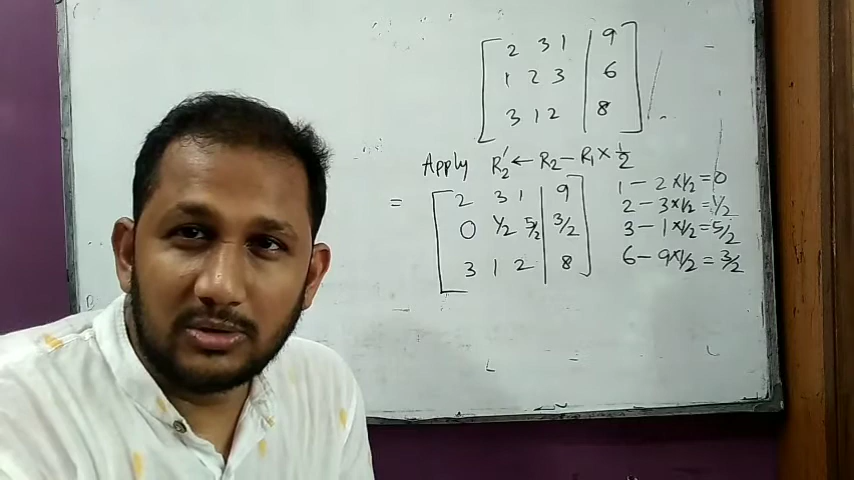 2 3 1 | 9
1 2 3 | 6
3 1 2 | 8
Apply R₂′ ← R₂ − R₁ × 1/2
= 2 3 1 | 9
0 1/2 5/2 | 3/2
3 1 2 | 8
1 − 2 × 1/2 = 0
2 − 3 × 1/2 = 1/2
3 − 1 × 1/2 = 5/2
6 − 9 × 1/2 = 3/2